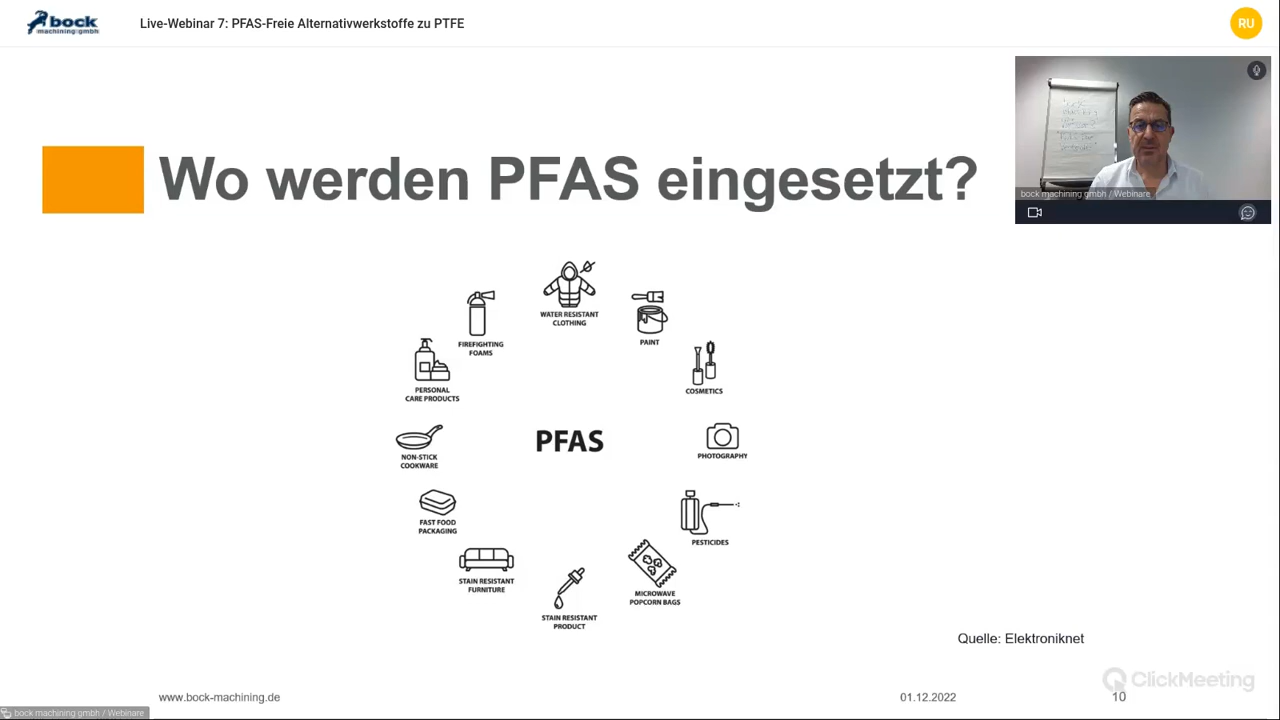 bock
machining gmbh
Live-Webinar 7: PFAS-Freie Alternativwerkstoffe zu PTFE
RU
bock machining gmbh / Webinare
Wo werden PFAS eingesetzt?
WATER RESISTANT
CLOTHING
FIREFIGHTING
FOAMS
PAINT
PERSONAL
CARE PRODUCTS
COSMETICS
PFAS
NON-STICK
COOKWARE
PHOTOGRAPHY
FAST FOOD
PACKAGING
PESTICIDES
STAIN RESISTANT
FURNITURE
MICROWAVE
POPCORN BAGS
STAIN RESISTANT
PRODUCT
Quelle: Elektroniknet
ClickMeeting
www.bock-machining.de
01.12.2022
10
bock machining gmbh / Webinare